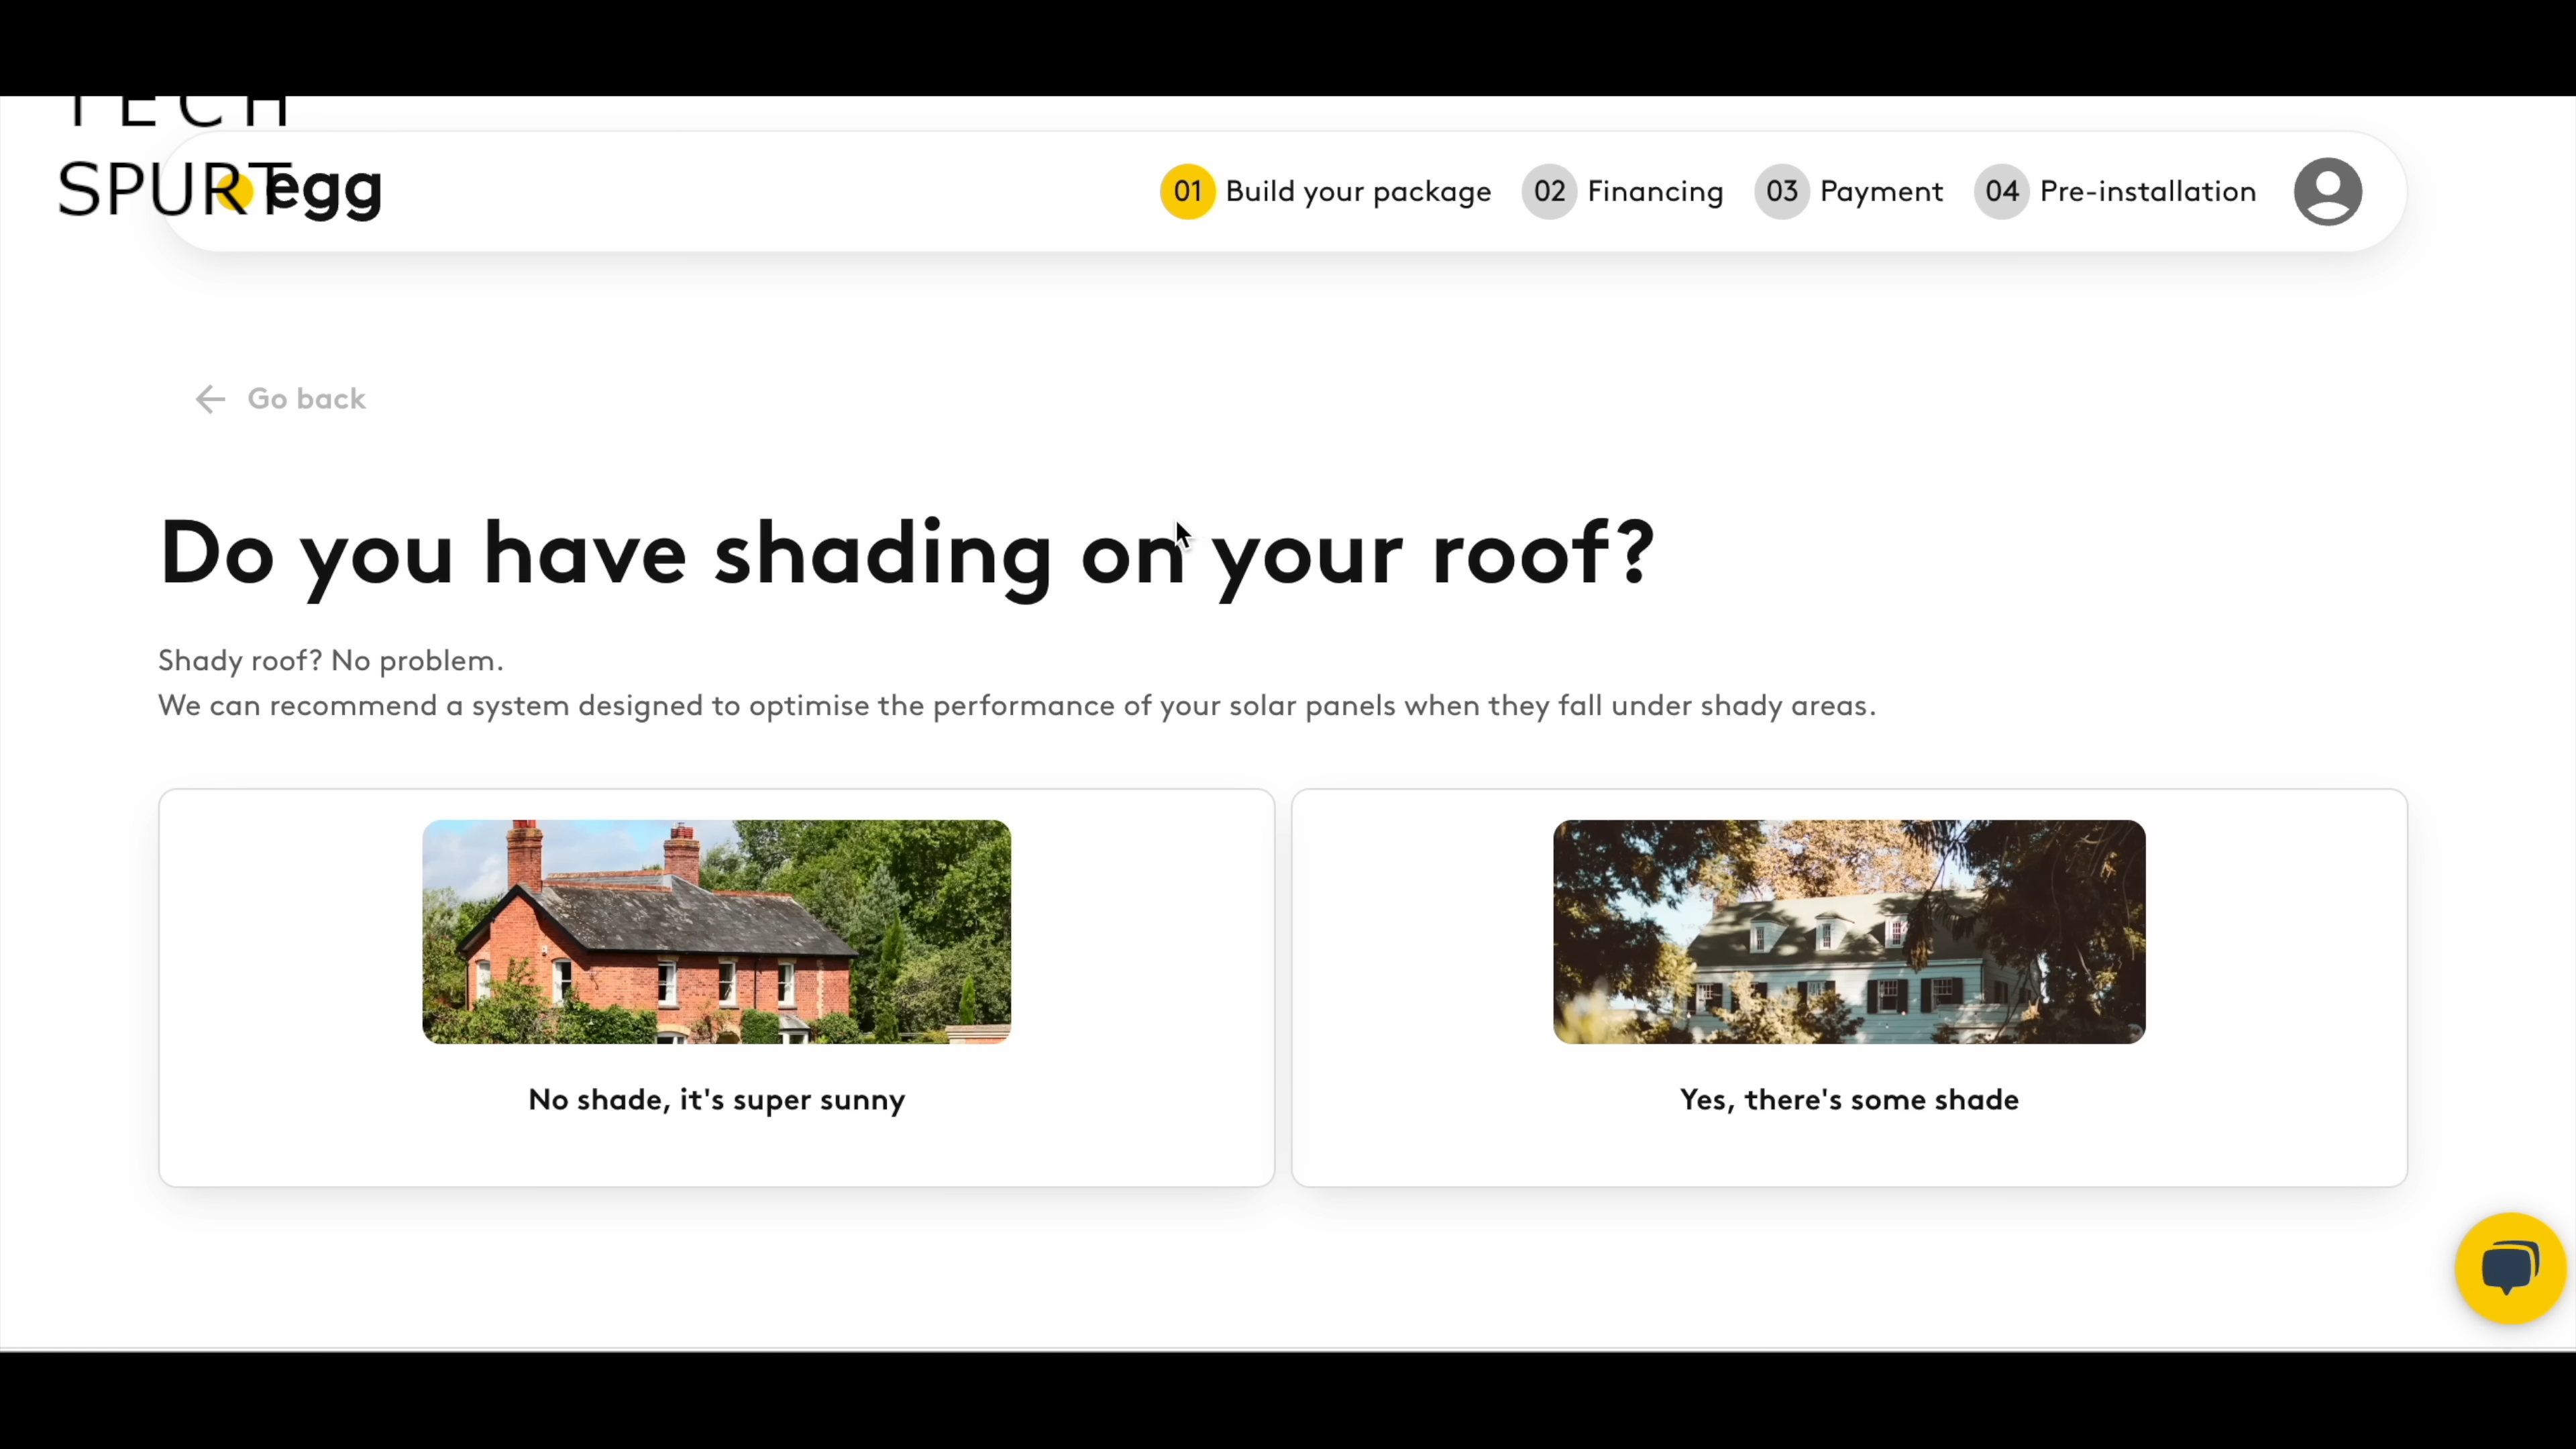 TECH
SPURT
egg
01 Build your package 02 Financing 03 Payment 04 Pre-installation
Go back
Do you have shading on your roof?
Shady roof? No problem.
We can recommend a system designed to optimise the performance of your solar panels when they fall under shady areas.
No shade, it's super sunny
Yes, there's some shade